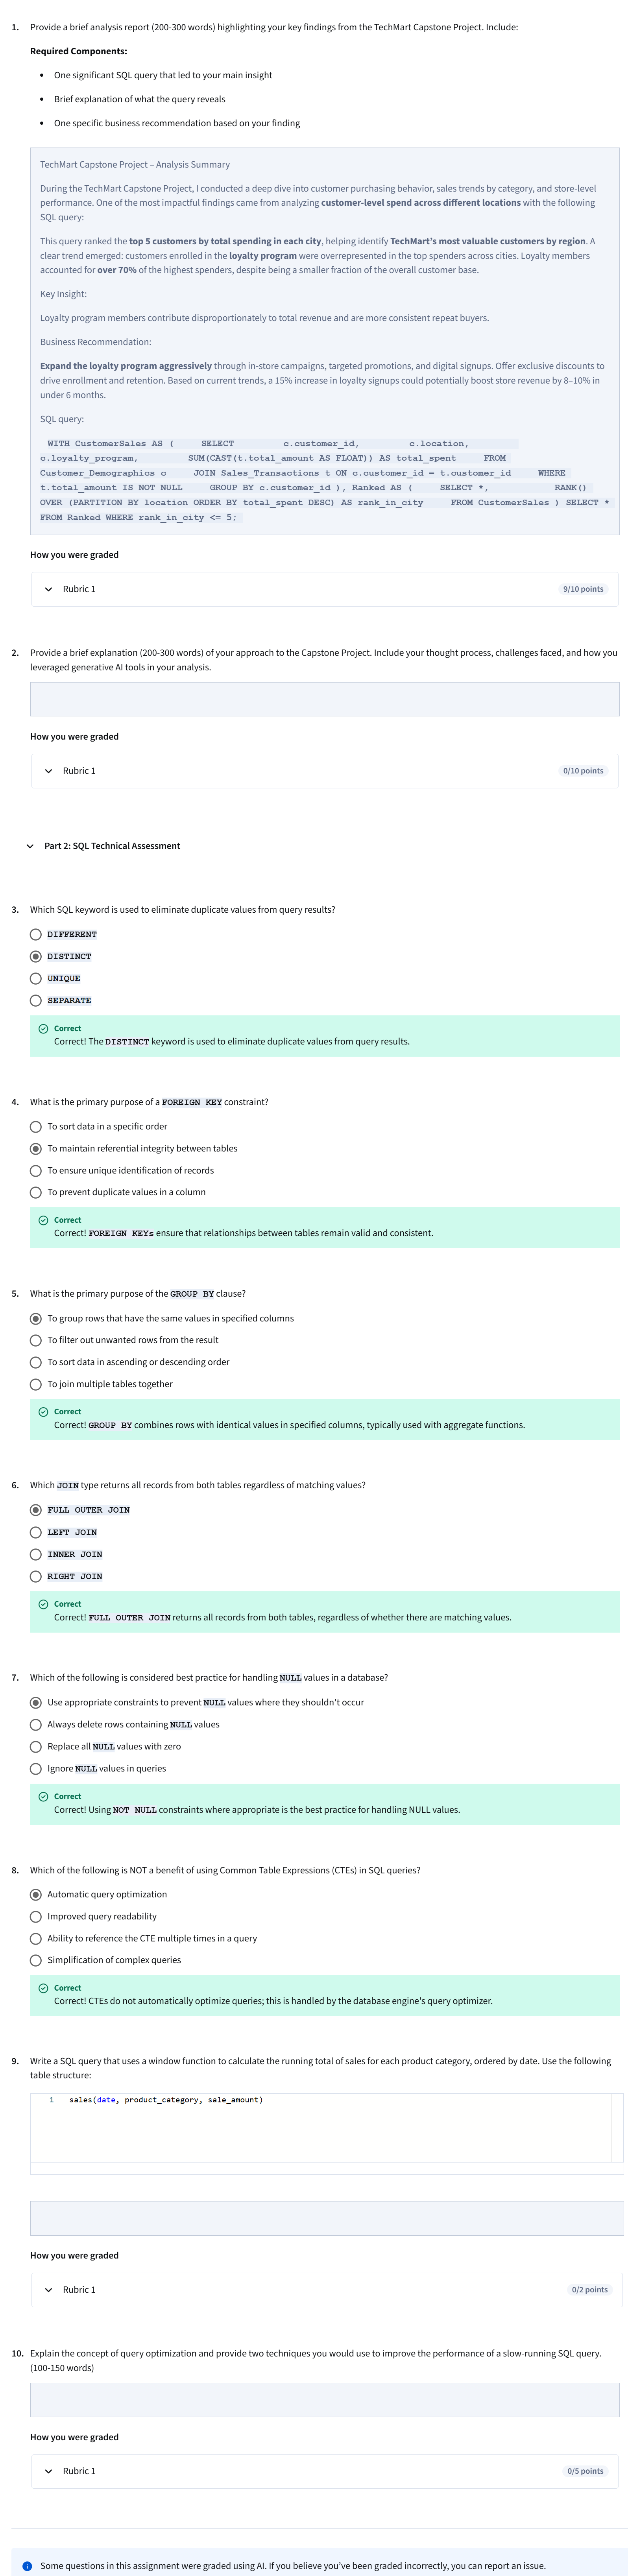 1. Provide a brief analysis report (200-300 words) highlighting your key findings from the TechMart Capstone Project. Include:
Required Components:
• One significant SQL query that led to your main insight
• Brief explanation of what the query reveals
• One specific business recommendation based on your finding
TechMart Capstone Project – Analysis Summary
During the TechMart Capstone Project, I conducted a deep dive into customer purchasing behavior, sales trends by category, and store-level
performance. One of the most impactful findings came from analyzing customer-level spend across different locations with the following
SQL query:
This query ranked the top 5 customers by total spending in each city, helping identify TechMart's most valuable customers by region. A
clear trend emerged: customers enrolled in the loyalty program were overrepresented in the top spenders across cities. Loyalty members
accounted for over 70% of the highest spenders, despite being a smaller fraction of the overall customer base.
Key Insight:
Loyalty program members contribute disproportionately to total revenue and are more consistent repeat buyers.
Business Recommendation:
Expand the loyalty program aggressively through in-store campaigns, targeted promotions, and digital signups. Offer exclusive discounts to
drive enrollment and retention. Based on current trends, a 15% increase in loyalty signups could potentially boost store revenue by 8–10% in
under 6 months.
SQL query:
WITH CustomerSales AS ( SELECT c.customer_id, c.location,
c.loyalty_program, SUM(CAST(t.total_amount AS FLOAT)) AS total_spent FROM
Customer_Demographics c JOIN Sales_Transactions t ON c.customer_id = t.customer_id WHERE
t.total_amount IS NOT NULL GROUP BY c.customer_id ), Ranked AS ( SELECT *, RANK()
OVER (PARTITION BY location ORDER BY total_spent DESC) AS rank_in_city FROM CustomerSales ) SELECT *
FROM Ranked WHERE rank_in_city <= 5;
How you were graded
Rubric 1 9/10 points
2. Provide a brief explanation (200-300 words) of your approach to the Capstone Project. Include your thought process, challenges faced, and how you
leveraged generative AI tools in your analysis.
How you were graded
Rubric 1 0/10 points
Part 2: SQL Technical Assessment
3. Which SQL keyword is used to eliminate duplicate values from query results?
DIFFERENT
DISTINCT
UNIQUE
SEPARATE
Correct
Correct! The DISTINCT keyword is used to eliminate duplicate values from query results.
4. What is the primary purpose of a FOREIGN KEY constraint?
To sort data in a specific order
To maintain referential integrity between tables
To ensure unique identification of records
To prevent duplicate values in a column
Correct
Correct! FOREIGN KEYs ensure that relationships between tables remain valid and consistent.
5. What is the primary purpose of the GROUP BY clause?
To group rows that have the same values in specified columns
To filter out unwanted rows from the result
To sort data in ascending or descending order
To join multiple tables together
Correct
Correct! GROUP BY combines rows with identical values in specified columns, typically used with aggregate functions.
6. Which JOIN type returns all records from both tables regardless of matching values?
FULL OUTER JOIN
LEFT JOIN
INNER JOIN
RIGHT JOIN
Correct
Correct! FULL OUTER JOIN returns all records from both tables, regardless of whether there are matching values.
7. Which of the following is considered best practice for handling NULL values in a database?
Use appropriate constraints to prevent NULL values where they shouldn't occur
Always delete rows containing NULL values
Replace all NULL values with zero
Ignore NULL values in queries
Correct
Correct! Using NOT NULL constraints where appropriate is the best practice for handling NULL values.
8. Which of the following is NOT a benefit of using Common Table Expressions (CTEs) in SQL queries?
Automatic query optimization
Improved query readability
Ability to reference the CTE multiple times in a query
Simplification of complex queries
Correct
Correct! CTEs do not automatically optimize queries; this is handled by the database engine's query optimizer.
9. Write a SQL query that uses a window function to calculate the running total of sales for each product category, ordered by date. Use the following
table structure:
1 sales(date, product_category, sale_amount)
How you were graded
Rubric 1 0/2 points
10. Explain the concept of query optimization and provide two techniques you would use to improve the performance of a slow-running SQL query.
(100-150 words)
How you were graded
Rubric 1 0/5 points
Some questions in this assignment were graded using AI. If you believe you've been graded incorrectly, you can report an issue.